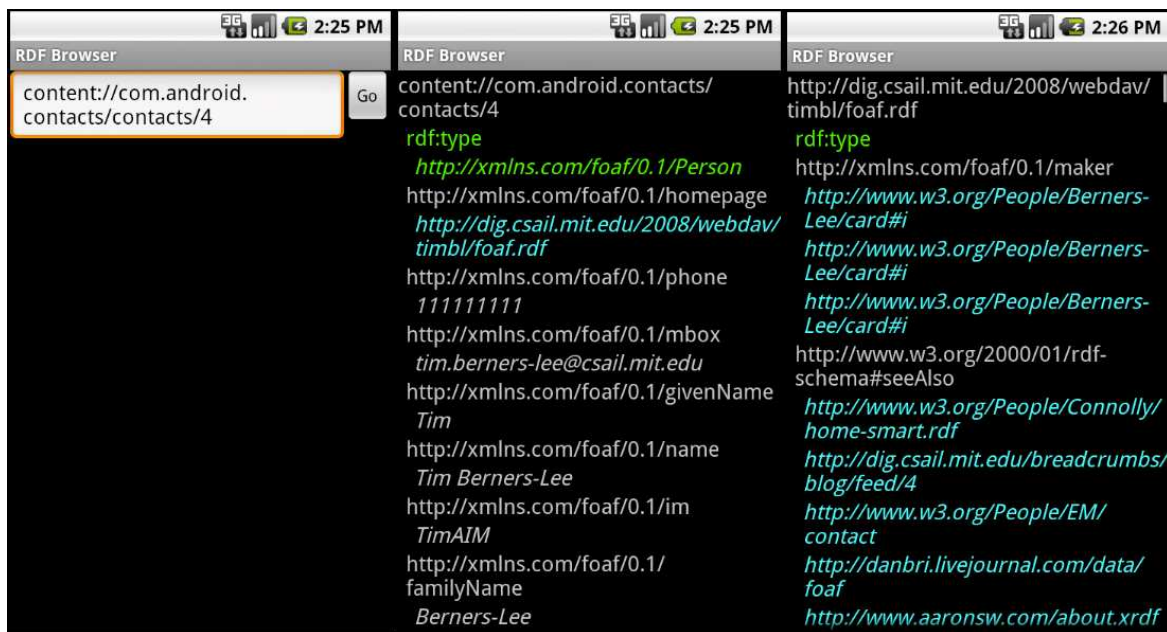 3G 2:25 PM
RDF Browser
content://com.android.
contacts/contacts/4
Go
3G 2:25 PM
RDF Browser
content://com.android.contacts/
contacts/4
rdf:type
http://xmlns.com/foaf/0.1/Person
http://xmlns.com/foaf/0.1/homepage
http://dig.csail.mit.edu/2008/webdav/
timbl/foaf.rdf
http://xmlns.com/foaf/0.1/phone
111111111
http://xmlns.com/foaf/0.1/mbox
tim.berners-lee@csail.mit.edu
http://xmlns.com/foaf/0.1/givenName
Tim
http://xmlns.com/foaf/0.1/name
Tim Berners-Lee
http://xmlns.com/foaf/0.1/im
TimAIM
http://xmlns.com/foaf/0.1/
familyName
Berners-Lee
3G 2:26 PM
RDF Browser
http://dig.csail.mit.edu/2008/webdav/
timbl/foaf.rdf
rdf:type
http://xmlns.com/foaf/0.1/maker
http://www.w3.org/People/Berners-
Lee/card#i
http://www.w3.org/People/Berners-
Lee/card#i
http://www.w3.org/People/Berners-
Lee/card#i
http://www.w3.org/2000/01/rdf-
schema#seeAlso
http://www.w3.org/People/Connolly/
home-smart.rdf
http://dig.csail.mit.edu/breadcrumbs/
blog/feed/4
http://www.w3.org/People/EM/
contact
http://danbri.livejournal.com/data/
foaf
http://www.aaronsw.com/about.xrdf